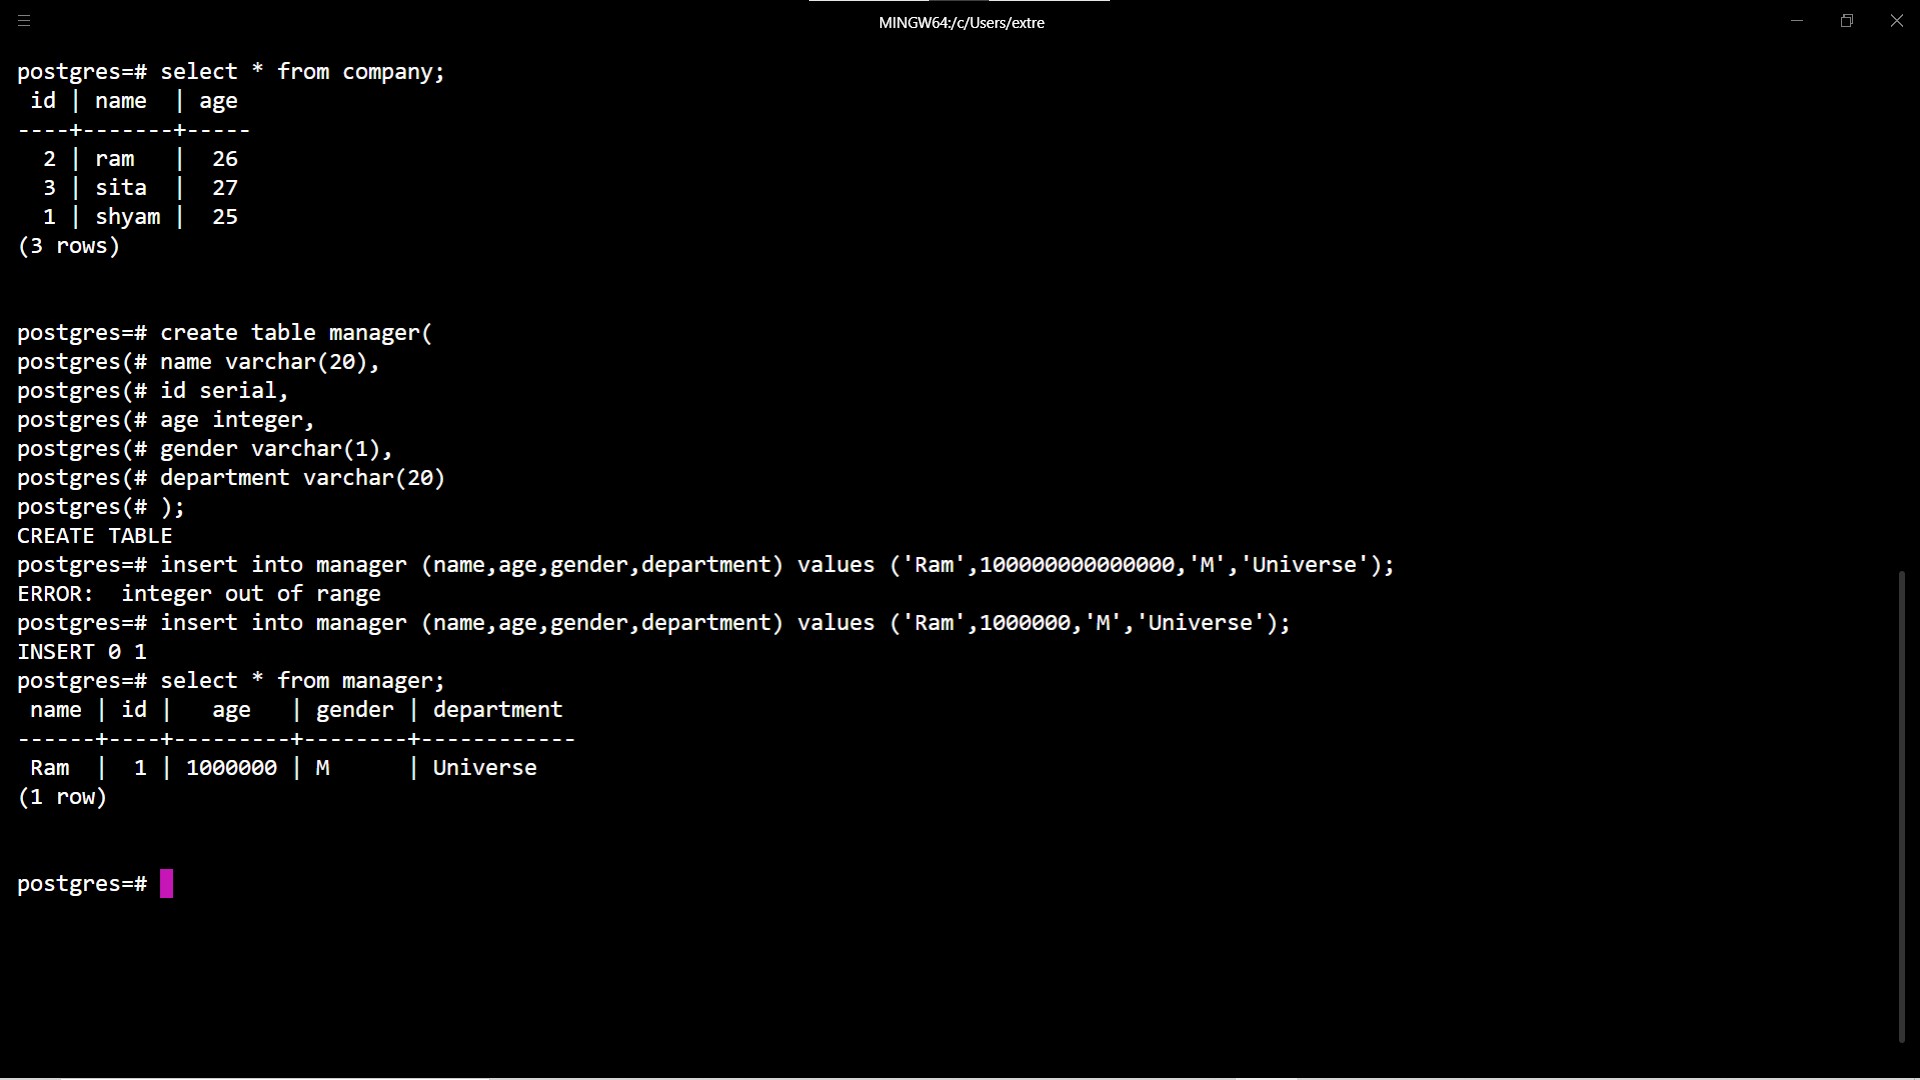 MINGW64:/c/Users/extre
postgres=# select * from company;
 id | name  | age
----+-------+-----
  2 | ram   |  26
  3 | sita  |  27
  1 | shyam |  25
(3 rows)
postgres=# create table manager(
postgres(# name varchar(20),
postgres(# id serial,
postgres(# age integer,
postgres(# gender varchar(1),
postgres(# department varchar(20)
postgres(# );
CREATE TABLE
postgres=# insert into manager (name,age,gender,department) values ('Ram',100000000000000,'M','Universe');
ERROR:  integer out of range
postgres=# insert into manager (name,age,gender,department) values ('Ram',1000000,'M','Universe');
INSERT 0 1
postgres=# select * from manager;
 name | id |   age   | gender | department
------+----+---------+--------+------------
 Ram  |  1 | 1000000 | M      | Universe
(1 row)
postgres=#